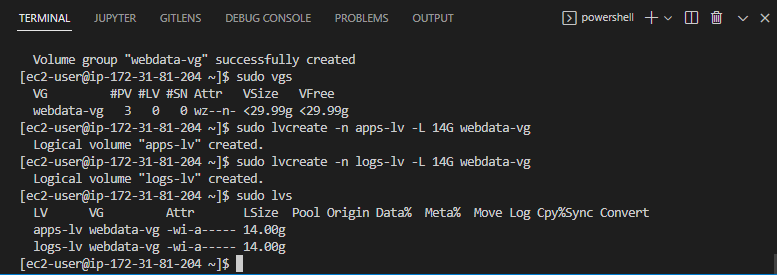 TERMINAL JUPYTER GITLENS DEBUG CONSOLE PROBLEMS OUTPUT powershell
Volume group "webdata-vg" successfully created
[ec2-user@ip-172-31-81-204 ~]$ sudo vgs
VG #PV #LV #SN Attr VSize VFree
webdata-vg 3 0 0 wz--n- <29.99g <29.99g
[ec2-user@ip-172-31-81-204 ~]$ sudo lvcreate -n apps-lv -L 14G webdata-vg
Logical volume "apps-lv" created.
[ec2-user@ip-172-31-81-204 ~]$ sudo lvcreate -n logs-lv -L 14G webdata-vg
Logical volume "logs-lv" created.
[ec2-user@ip-172-31-81-204 ~]$ sudo lvs
LV VG Attr LSize Pool Origin Data% Meta% Move Log Cpy%Sync Convert
apps-lv webdata-vg -wi-a----- 14.00g
logs-lv webdata-vg -wi-a----- 14.00g
[ec2-user@ip-172-31-81-204 ~]$